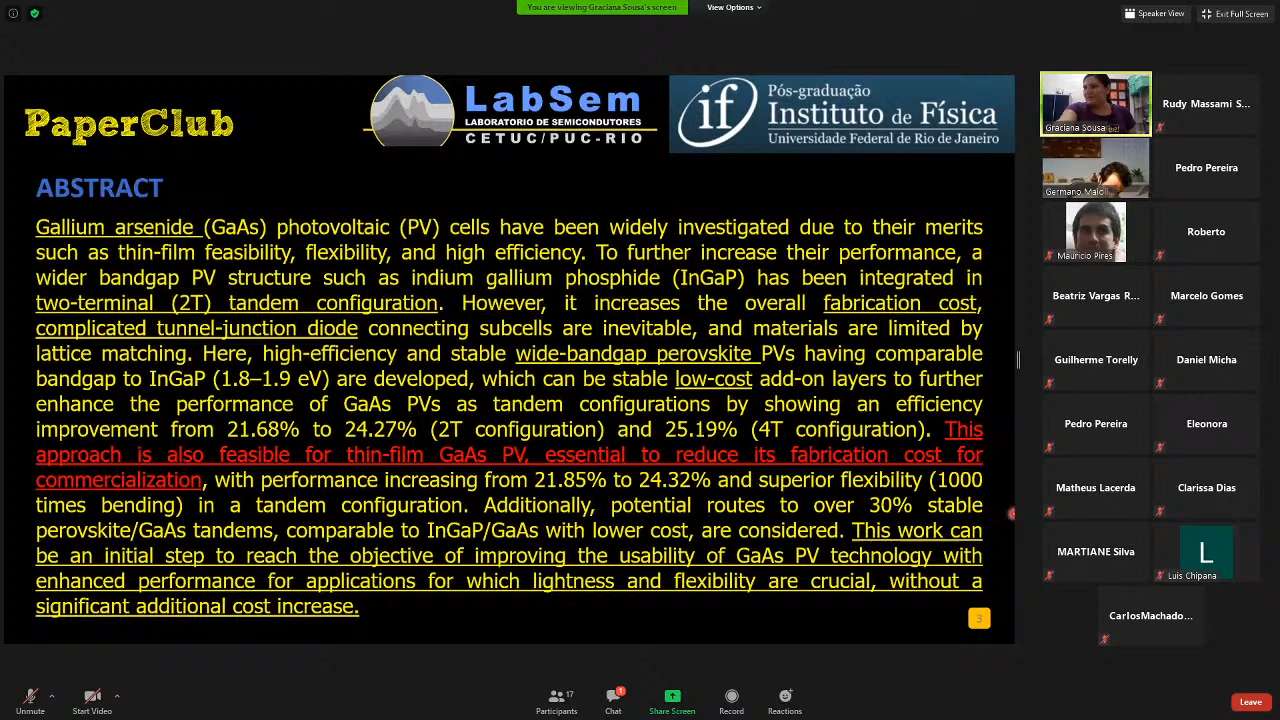 You are viewing Graciana Sousa's screen
View Options
Speaker View
Exit Full Screen
PaperClub
LabSem
LABORATORIO DE SEMICONDUTORES
CETUC/PUC-RIO
if
Pós-graduação
Instituto de Física
Universidade Federal de Rio de Janeiro
ABSTRACT
Gallium arsenide (GaAs) photovoltaic (PV) cells have been widely investigated due to their merits
such as thin-film feasibility, flexibility, and high efficiency. To further increase their performance, a
wider bandgap PV structure such as indium gallium phosphide (InGaP) has been integrated in
two-terminal (2T) tandem configuration. However, it increases the overall fabrication cost,
complicated tunnel-junction diode connecting subcells are inevitable, and materials are limited by
lattice matching. Here, high-efficiency and stable wide-bandgap perovskite PVs having comparable
bandgap to InGaP (1.8–1.9 eV) are developed, which can be stable low-cost add-on layers to further
enhance the performance of GaAs PVs as tandem configurations by showing an efficiency
improvement from 21.68% to 24.27% (2T configuration) and 25.19% (4T configuration). This
approach is also feasible for thin-film GaAs PV, essential to reduce its fabrication cost for
commercialization, with performance increasing from 21.85% to 24.32% and superior flexibility (1000
times bending) in a tandem configuration. Additionally, potential routes to over 30% stable
perovskite/GaAs tandems, comparable to InGaP/GaAs with lower cost, are considered. This work can
be an initial step to reach the objective of improving the usability of GaAs PV technology with
enhanced performance for applications for which lightness and flexibility are crucial, without a
significant additional cost increase.
3
Graciana Sousa
Rudy Massami S...
Germano Maioli
Pedro Pereira
Mauricio Pires
Roberto
Beatriz Vargas R...
Marcelo Gomes
Guilherme Torelly
Daniel Micha
Pedro Pereira
Eleonora
Matheus Lacerda
Clarissa Dias
MARTIANE Silva
L
Luis Chipana
CarlosMachado...
Unmute
Start Video
17
Participants
1
Chat
Share Screen
Record
Reactions
Leave